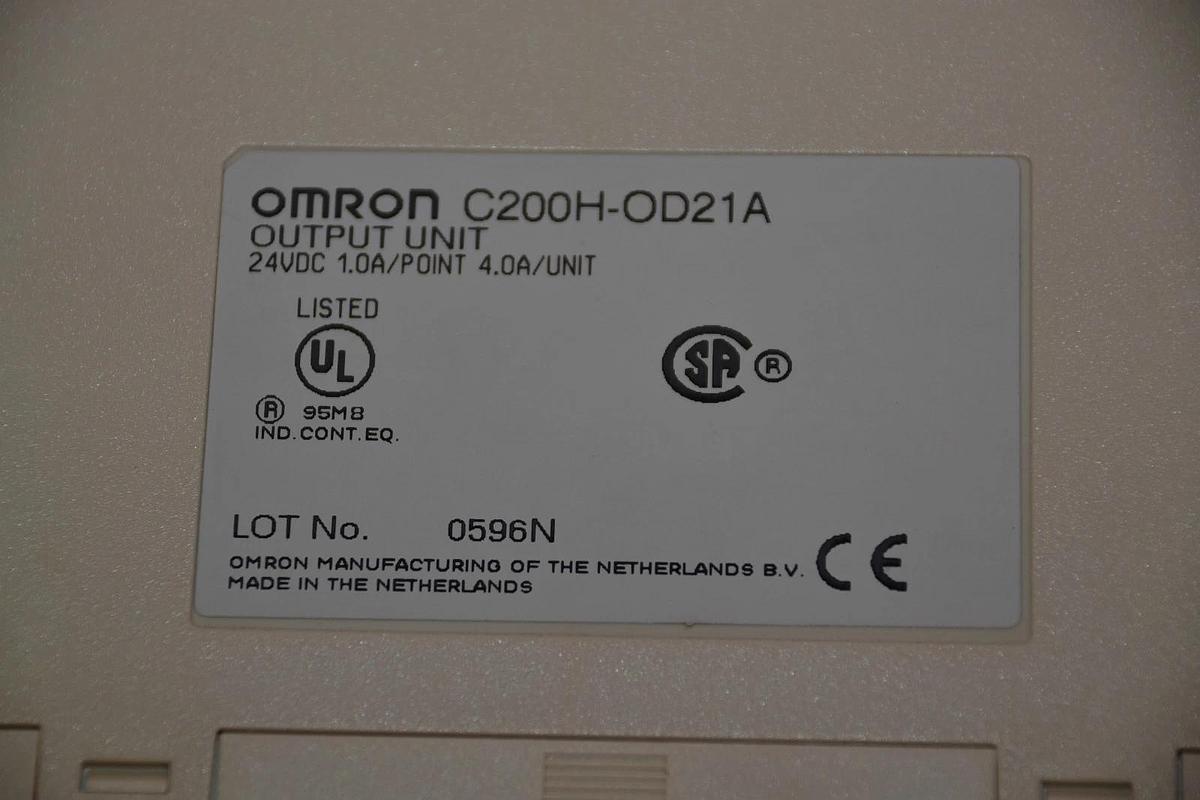 OMRON C200H-OD21A
OUTPUT UNIT
24VDC 1.0A/POINT 4.0A/UNIT
LISTED
UL
® 95M8
IND.CONT.EQ.
SA ®
LOT No. 0596N
OMRON MANUFACTURING OF THE NETHERLANDS B.V.
MADE IN THE NETHERLANDS
CE